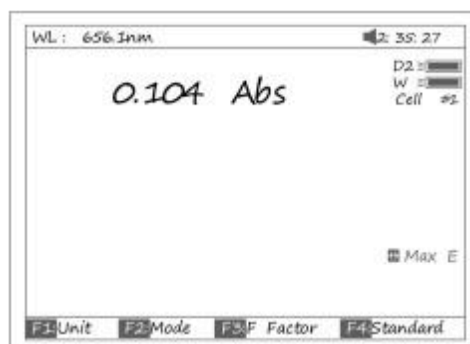 WL: 656.1nm 2:35:27
D2:
W :
0.104 Abs
Cell #1
Max E
F1:Unit F2:Mode F3:F Factor F4:Standard